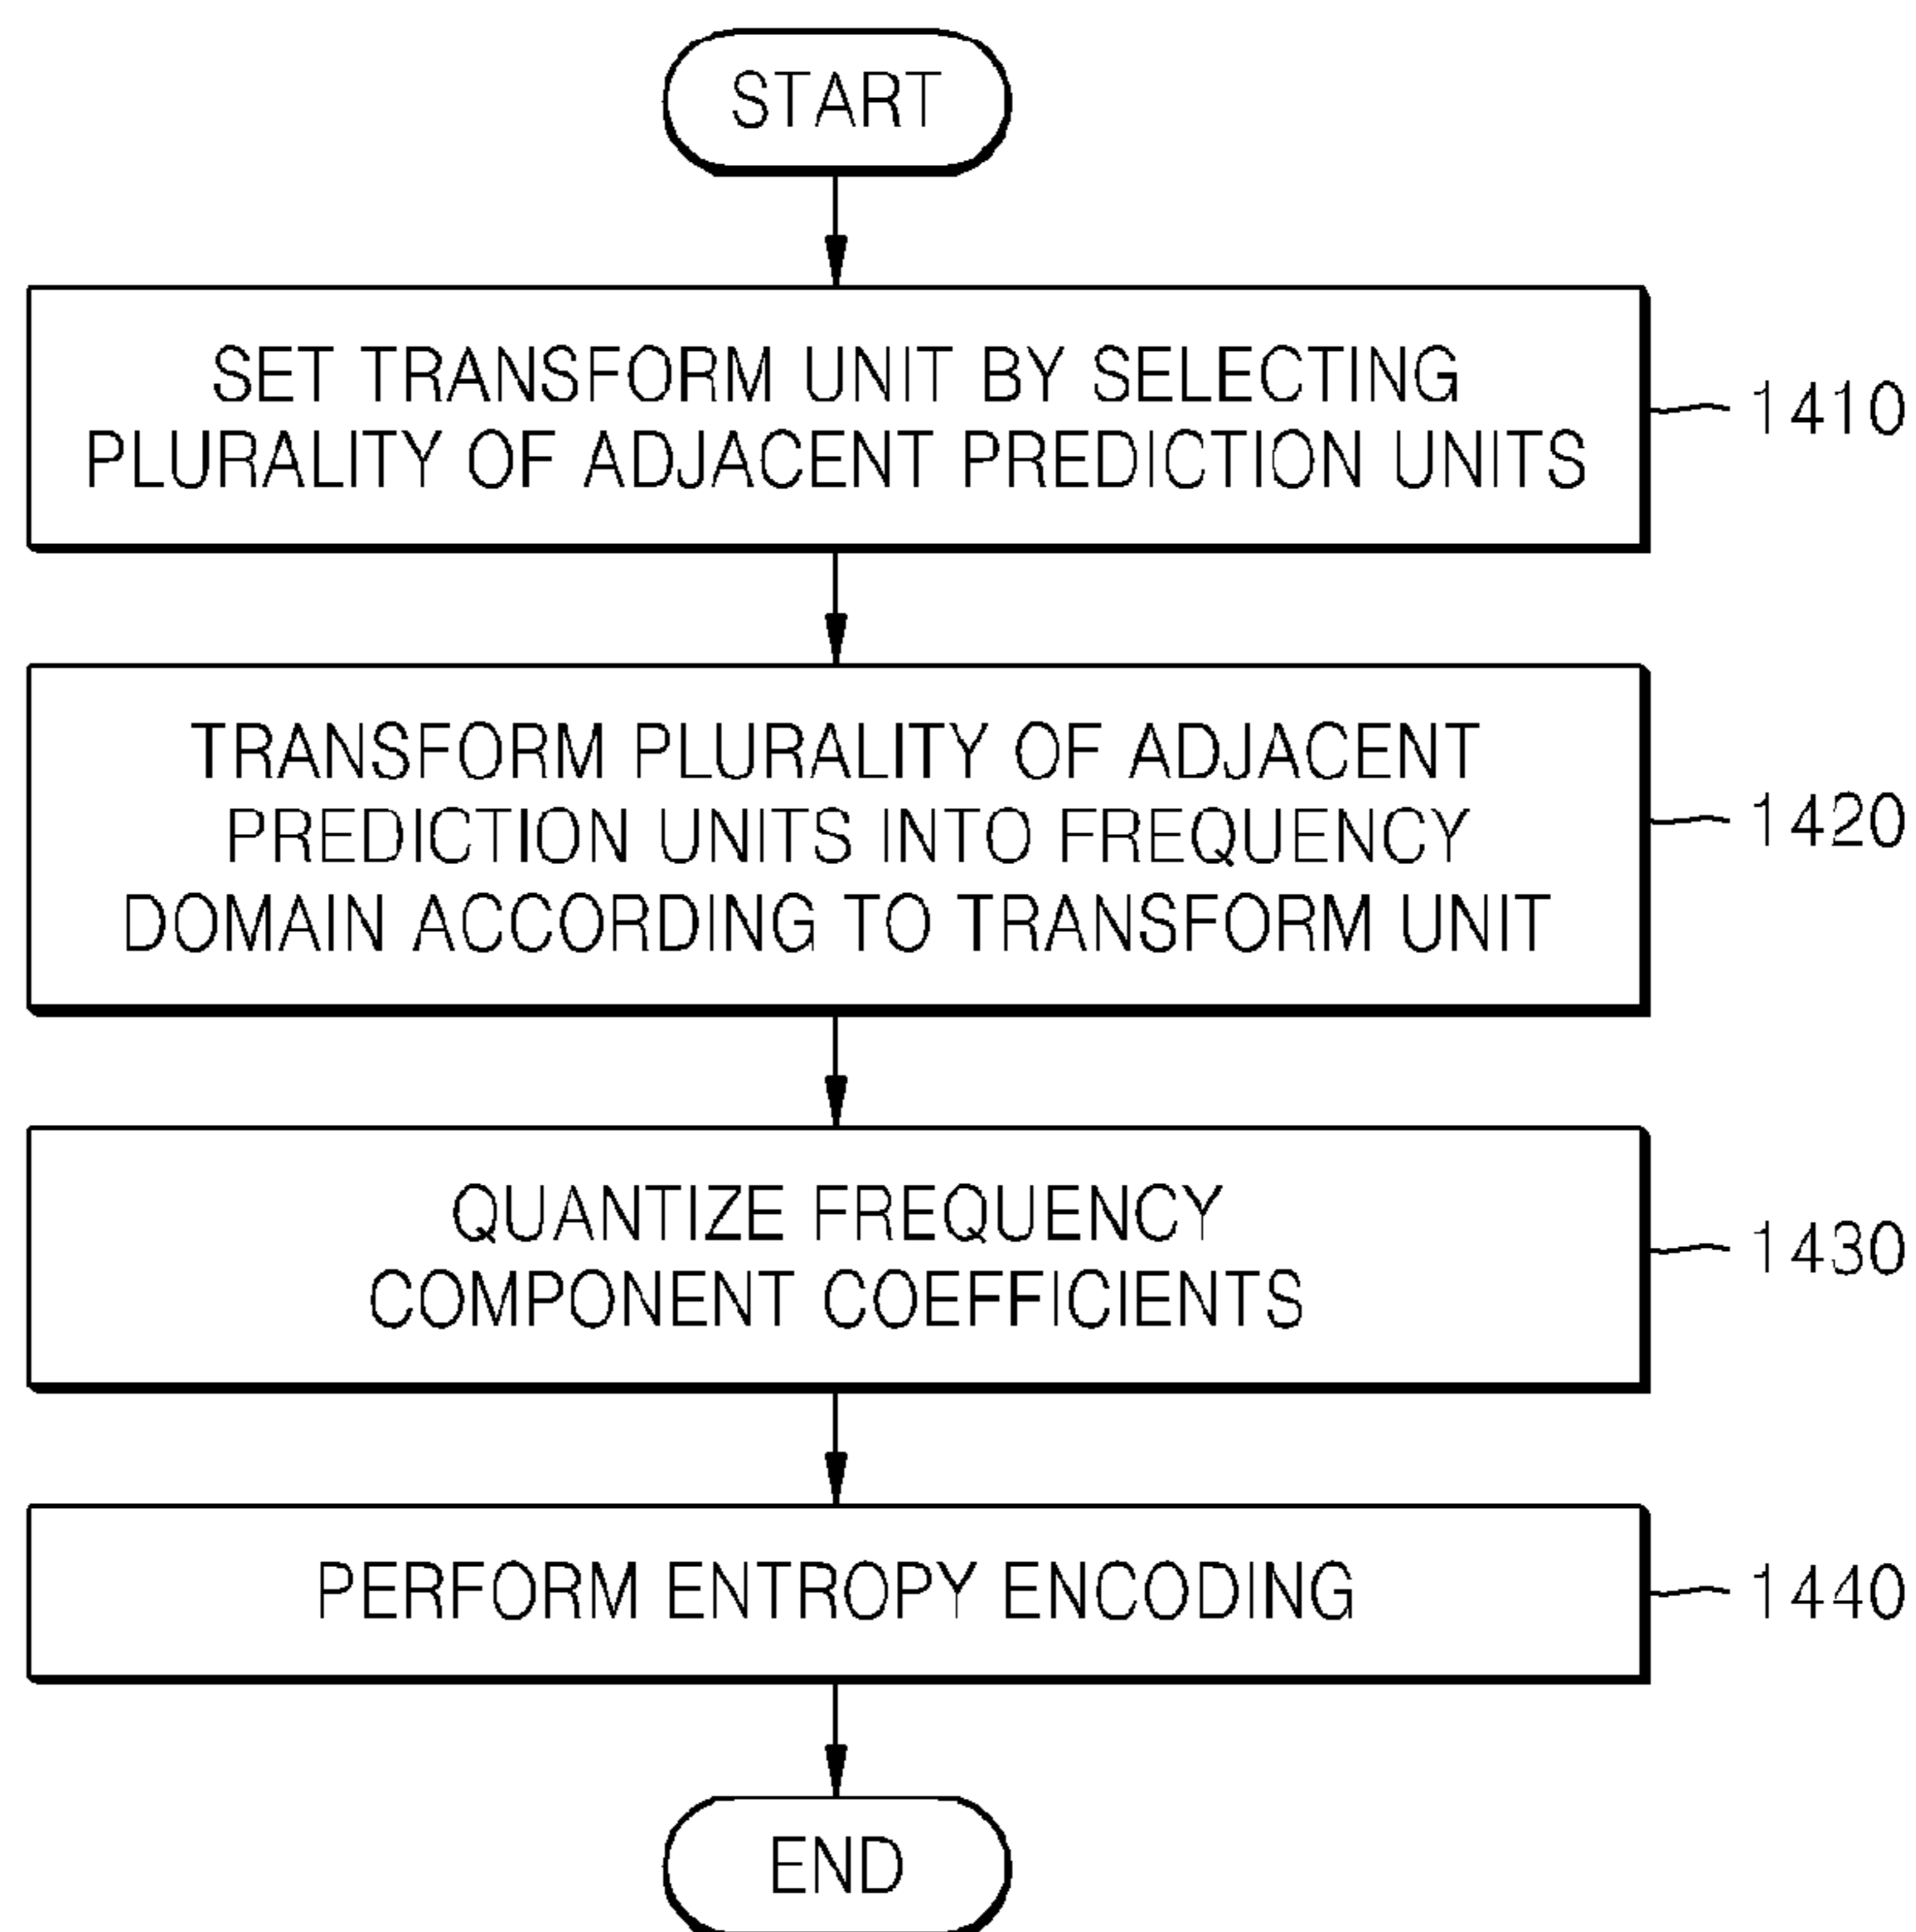 START
SET TRANSFORM UNIT BY SELECTING
PLURALITY OF ADJACENT PREDICTION UNITS
1410
TRANSFORM PLURALITY OF ADJACENT
PREDICTION UNITS INTO FREQUENCY
DOMAIN ACCORDING TO TRANSFORM UNIT
1420
QUANTIZE FREQUENCY
COMPONENT COEFFICIENTS
1430
PERFORM ENTROPY ENCODING
1440
END